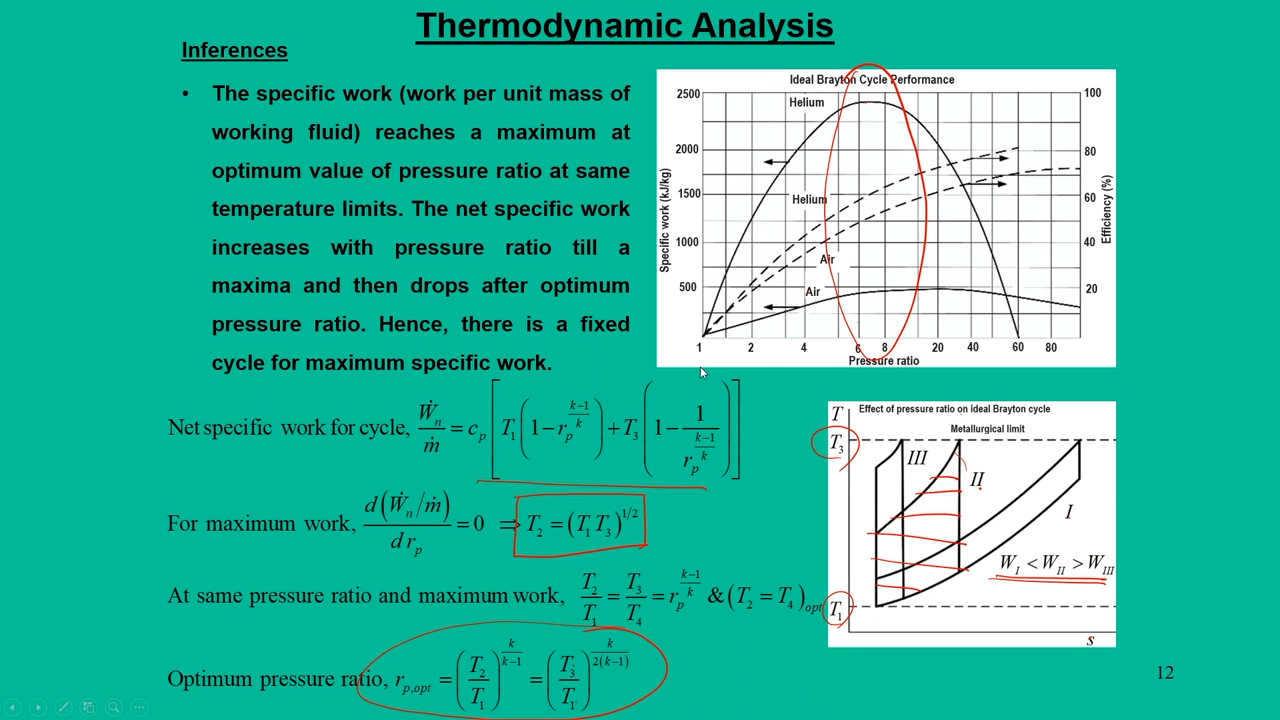 Thermodynamic Analysis
Inferences
• The specific work (work per unit mass of
working fluid) reaches a maximum at
optimum value of pressure ratio at same
temperature limits. The net specific work
increases with pressure ratio till a
maxima and then drops after optimum
pressure ratio. Hence, there is a fixed
cycle for maximum specific work.
Ideal Brayton Cycle Performance
Helium
Helium
Air
Air
Specific work (kJ/kg)
2500
2000
1500
1000
500
100
80
60
40
20
Efficiency (%)
1 2 4 6 8 20 40 60 80
Pressure ratio
Net specific work for cycle, Ẇₙ/ṁ = cₚ [ T₁ (1 − rₚ^((k−1)/k)) + T₃ (1 − 1/rₚ^((k−1)/k)) ]
For maximum work, d(Ẇₙ/ṁ)/drₚ = 0 ⇒ T₂ = (T₁T₃)^(1/2)
At same pressure ratio and maximum work, T₂/T₁ = T₃/T₄ = rₚ^((k−1)/k) & (T₂ = T₄)opt
Optimum pressure ratio, rp,opt = (T₂/T₁)^(k/(k−1)) = (T₃/T₁)^(k/(2(k−1)))
Effect of pressure ratio on ideal Brayton cycle
T
Metallurgical limit
T₃
III
II
I
W_I < W_II > W_III
T₁
s
12